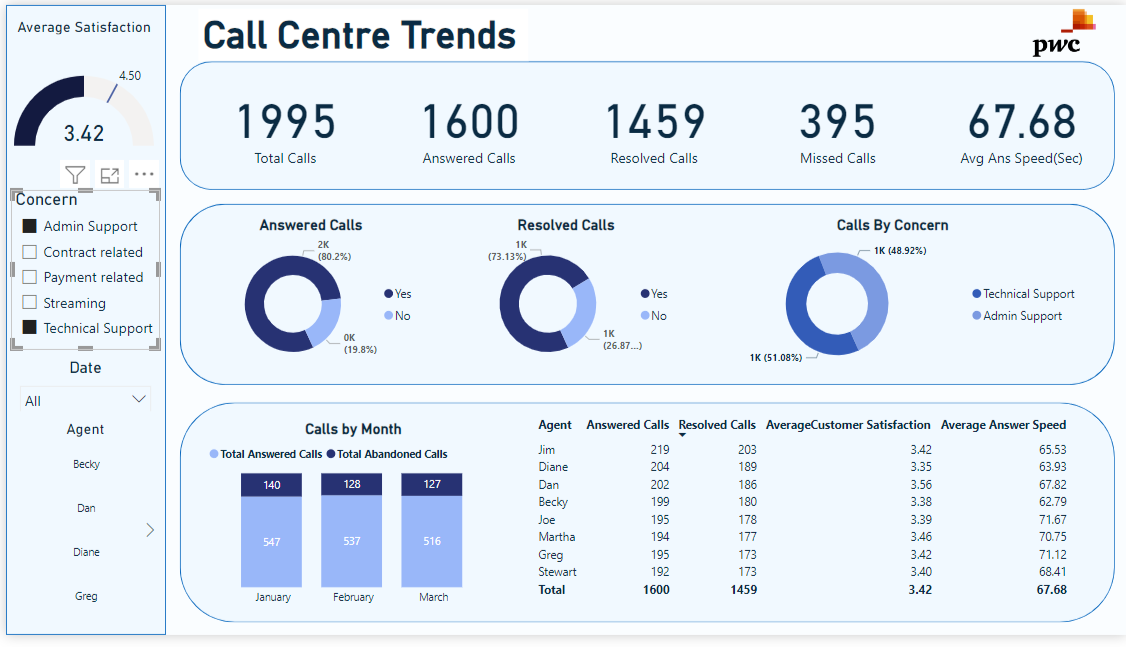 Average Satisfaction
4.50
3.42
Concern
Admin Support
Contract related
Payment related
Streaming
Technical Support
Date
All
Agent
Becky
Dan
Diane
Greg
Call Centre Trends
pwc
1995 1600 1459 395 67.68
Total Calls Answered Calls Resolved Calls Missed Calls Avg Ans Speed(Sec)
Answered Calls
2K
(80.2%)
Yes
No
0K
(19.8%)
Resolved Calls
1K
(73.13%)
Yes
No
1K
(26.87...)
Calls By Concern
1K (48.92%)
Technical Support
Admin Support
1K (51.08%)
Calls by Month
Total Answered Calls Total Abandoned Calls
140 128 127
547 537 516
January February March
Agent Answered Calls Resolved Calls AverageCustomer Satisfaction Average Answer Speed
Jim 219 203 3.42 65.53
Diane 204 189 3.35 63.93
Dan 202 186 3.56 67.82
Becky 199 180 3.38 62.79
Joe 195 178 3.39 71.67
Martha 194 177 3.46 70.75
Greg 195 173 3.42 71.12
Stewart 192 173 3.40 68.41
Total 1600 1459 3.42 67.68